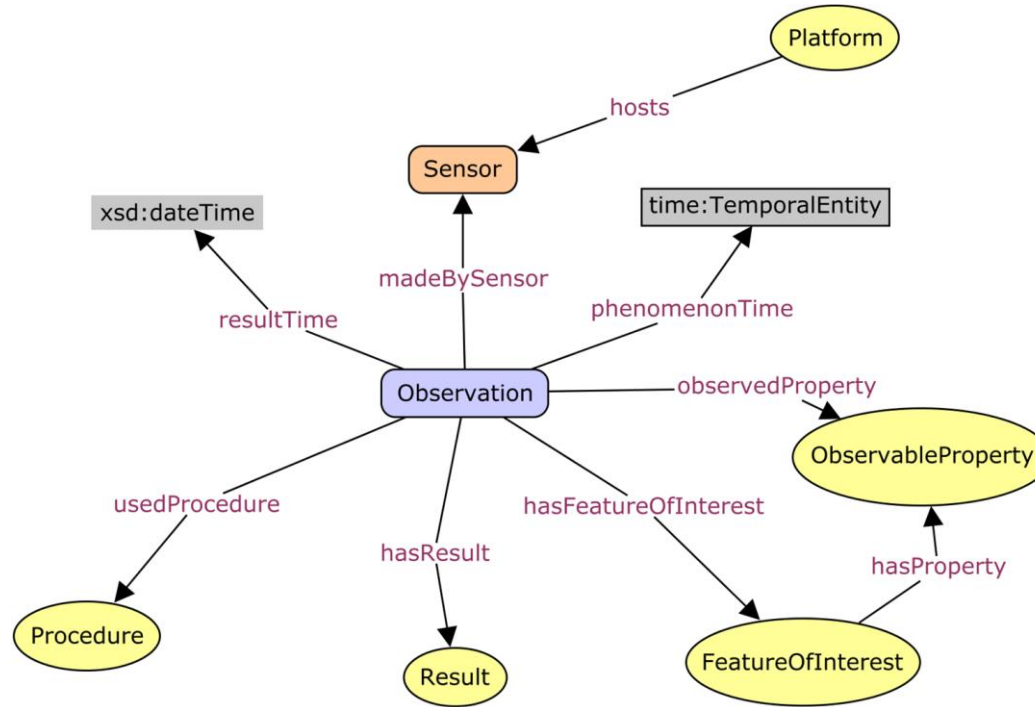 Platform
hosts
Sensor
xsd:dateTime
time:TemporalEntity
madeBySensor
resultTime
phenomenonTime
Observation
observedProperty
ObservableProperty
usedProcedure
hasFeatureOfInterest
hasResult
hasProperty
Procedure
Result
FeatureOfInterest